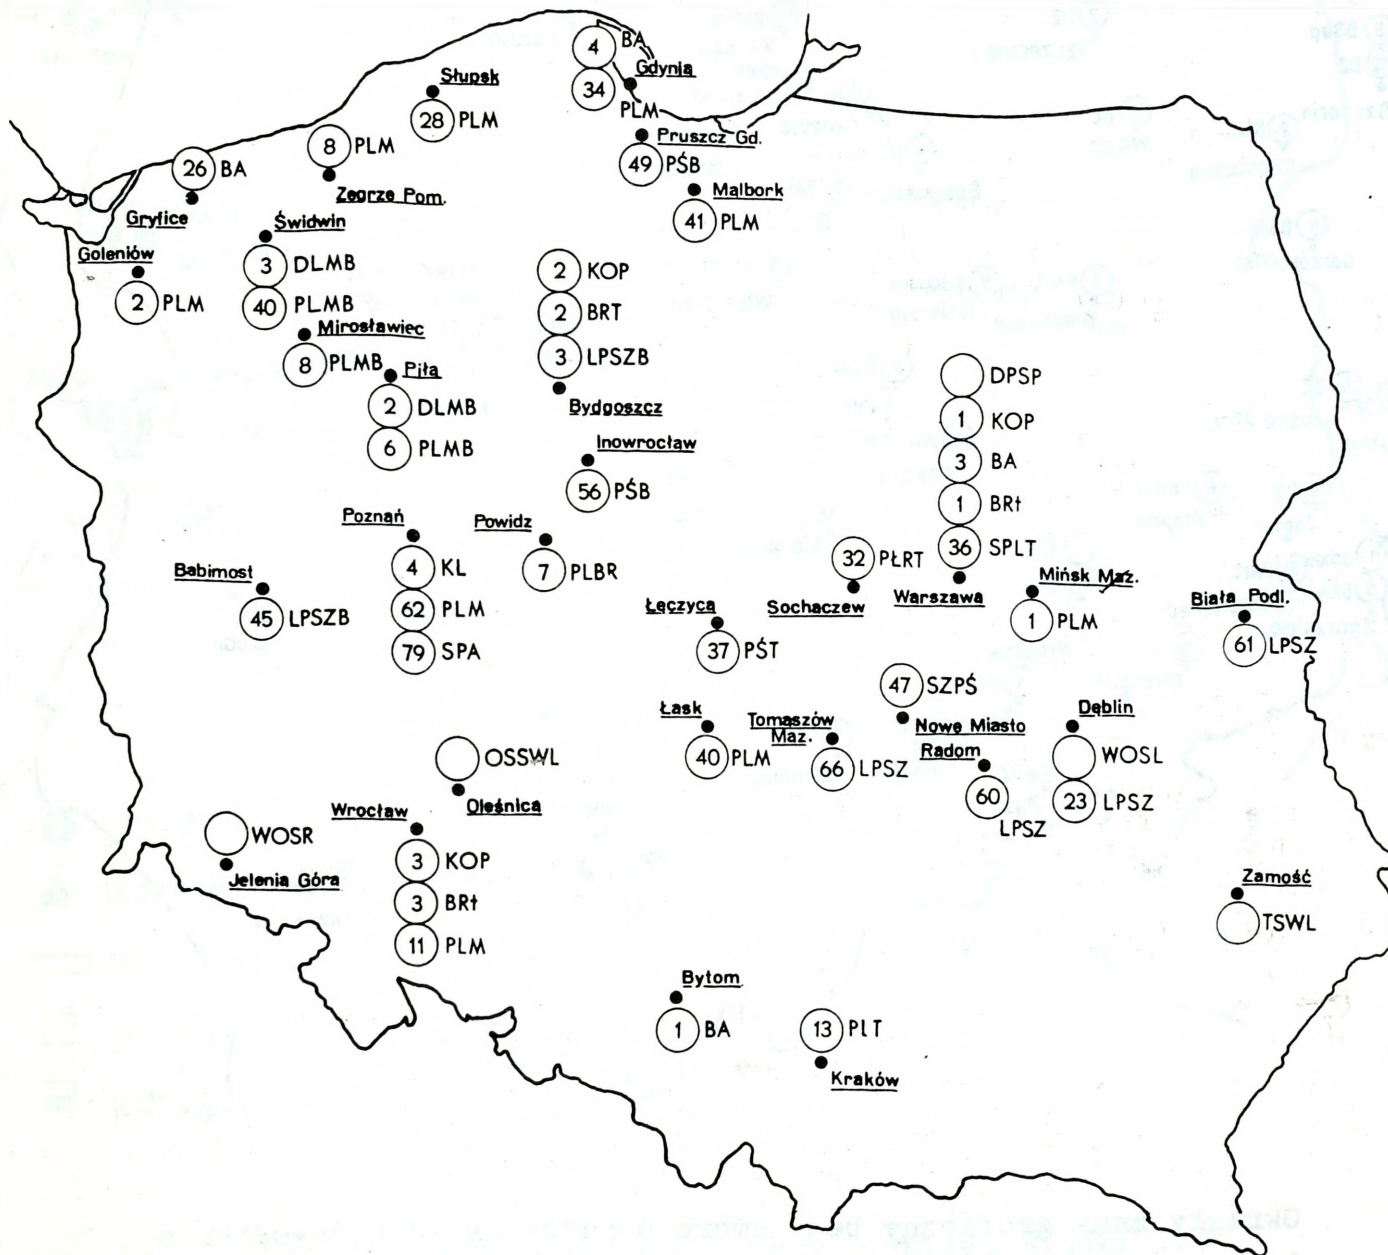 4 BA
Gdynia
34 PLM
Słupsk
28 PLM
8 PLM
Zegrze Pom.
Pruszcz Gd.
49 PŚB
26 BA
Gryfice
Malbork
41 PLM
Świdwin
3 DLMB
40 PLMB
Goleniów
2 PLM
2 KOP
2 BRT
3 LPSZB
Bydgoszcz
Mirosławiec
8 PLMB
Piła
2 DLMB
6 PLMB
DPSP
1 KOP
3 BA
1 BRt
36 SPLT
Warszawa
Inowrocław
56 PŚB
Poznań
4 KL
62 PLM
79 SPA
Powidz
7 PLBR
Babimost
45 LPSZB
32 PŁRT
Sochaczew
Mińsk Maz.
1 PLM
Biała Podl.
61 LPSZ
Łęczyca
37 PŚT
47 SZPŚ
Nowe Miasto
Łask
40 PLM
Tomaszów
Maz.
66 LPSZ
Radom
60
LPSZ
Dęblin
WOSL
23 LPSZ
OSSWL
Oleśnica
Wrocław
3 KOP
3 BRt
11 PLM
WOSR
Jelenia Góra
Zamość
TSWL
Bytom
1 BA
13 PlT
Kraków